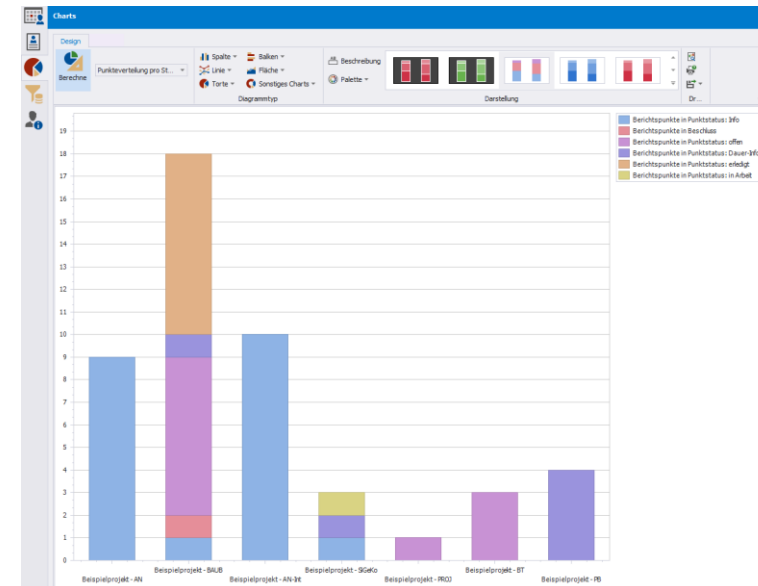 Charts
Design
Berechne
Punkteverteilung pro St...
Spalte
Balken
Linie
Fläche
Torte
Sonstiges Charts
Diagrammtyp
Beschreibung
Palette
Darstellung
Dr...
19
18
17
16
15
14
13
12
11
10
9
8
7
6
5
4
3
2
1
0
Beispielprojekt - AN
Beispielprojekt - BAUB
Beispielprojekt - AN-Int
Beispielprojekt - SiGeKo
Beispielprojekt - PROJ
Beispielprojekt - BT
Beispielprojekt - PB
Berichtspunkte in Punktstatus: Info
Berichtspunkte in Beschluss
Berichtspunkte in Punktstatus: offen
Berichtspunkte in Punktstatus: Dauer-Info
Berichtspunkte in Punktstatus: erledigt
Berichtspunkte in Punktstatus: in Arbeit